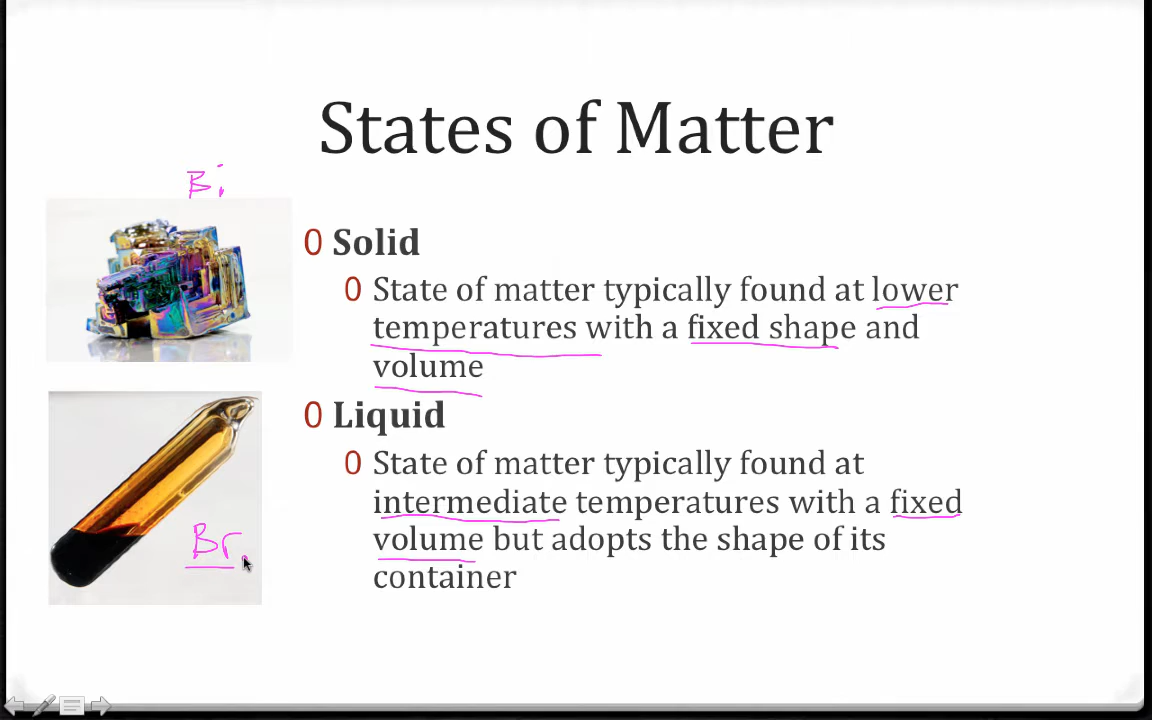 States of Matter
Bi
0 Solid
0 State of matter typically found at lower
temperatures with a fixed shape and
volume
0 Liquid
0 State of matter typically found at
intermediate temperatures with a fixed
volume but adopts the shape of its
container
Br